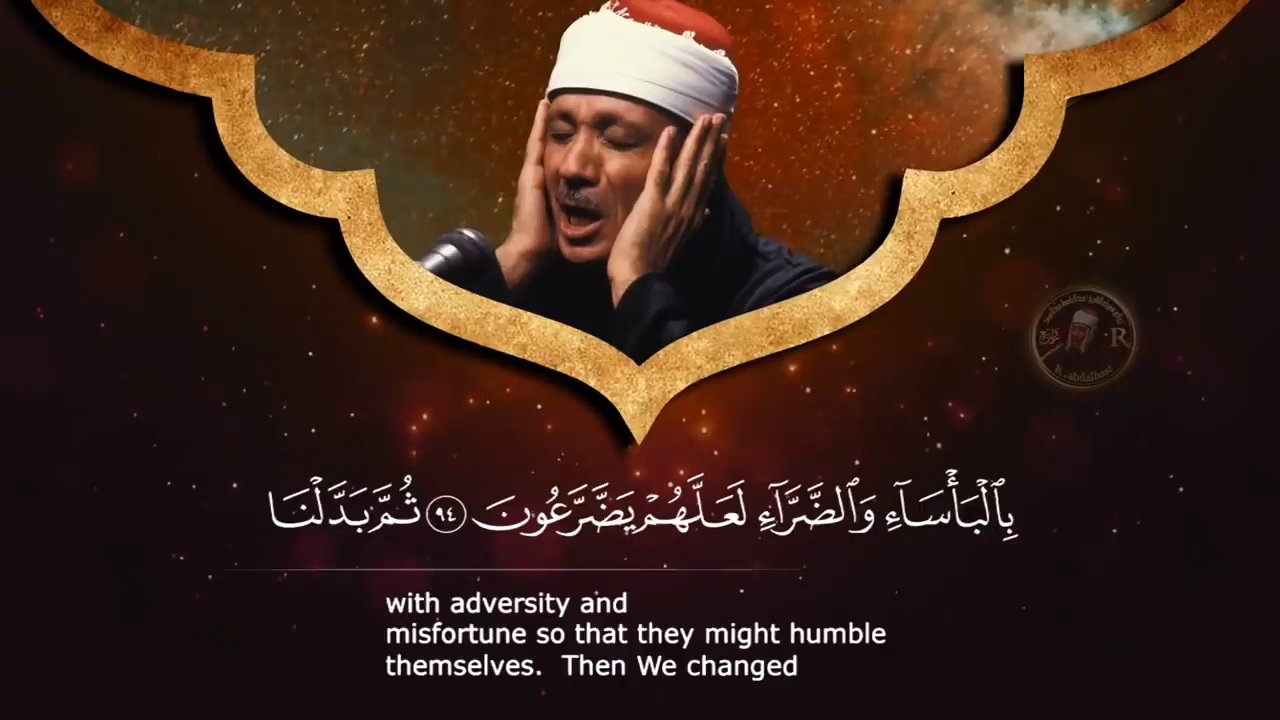 بِٱلْبَأْسَآءِ وَٱلضَّرَّآءِ لَعَلَّهُمْ يَضَّرَّعُونَ ٩٤ ثُمَّ بَدَّلْنَا
with adversity and
misfortune so that they might humble
themselves. Then We changed
R
R . abdalbast